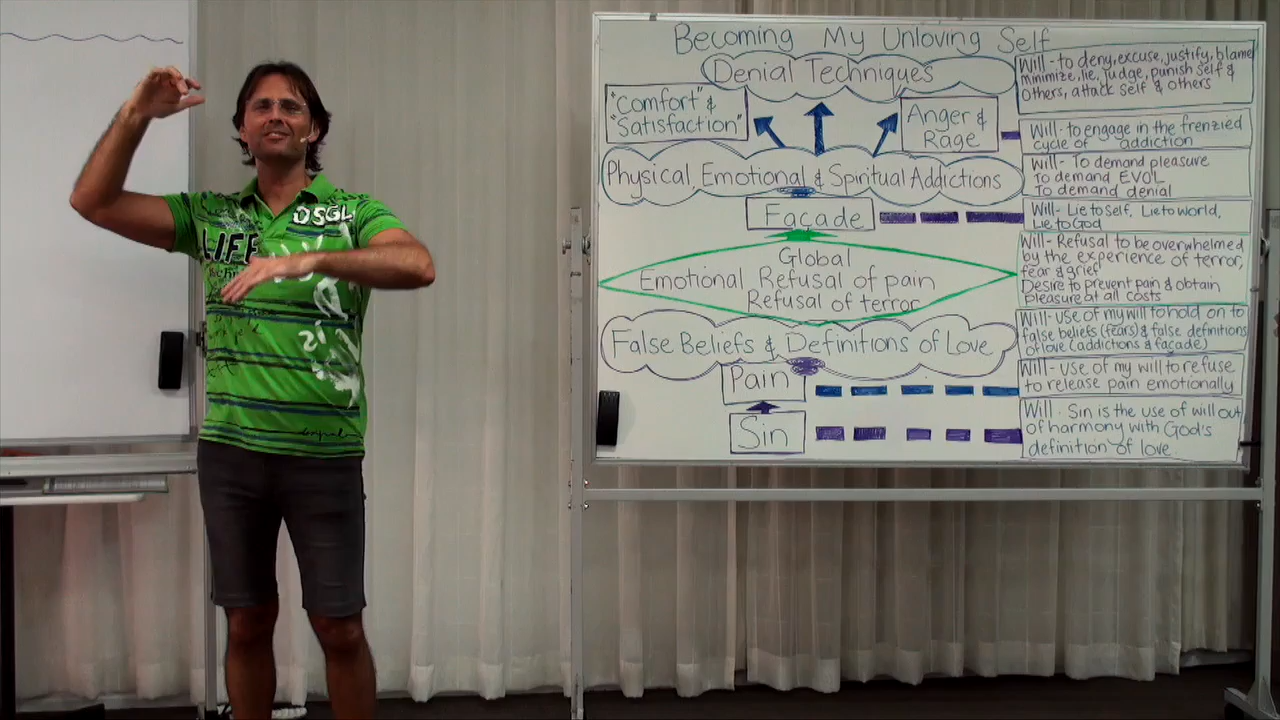 Becoming My Unloving Self
Denial Techniques
"Comfort" &
"Satisfaction"
Anger &
Rage
Physical Emotional & Spiritual Addictions
Façade
Global
Emotional Refusal of pain
Refusal of terror
False Beliefs & Definitions of Love
Pain
Sin
Will - to deny, excuse, justify, blame
minimize, lie, judge, punish self &
others, attack self & others
Will - to engage in the frenzied
cycle of addiction
Will - To demand pleasure
To demand EVOL
To demand denial
Will - Lie to Self, Lie to world,
Lie to God
Will - Refusal to be overwhelmed
by the experience of terror,
fear & grief
Desire to prevent pain & obtain
pleasure at all costs
Will - use of my will to hold on to
false beliefs (fears) & false definitions
of love (addictions & façade)
Will - use of my will to refuse
to release pain emotionally
Will - Sin is the use of will out
of harmony with God's
definition of love
DSGL
LIFE